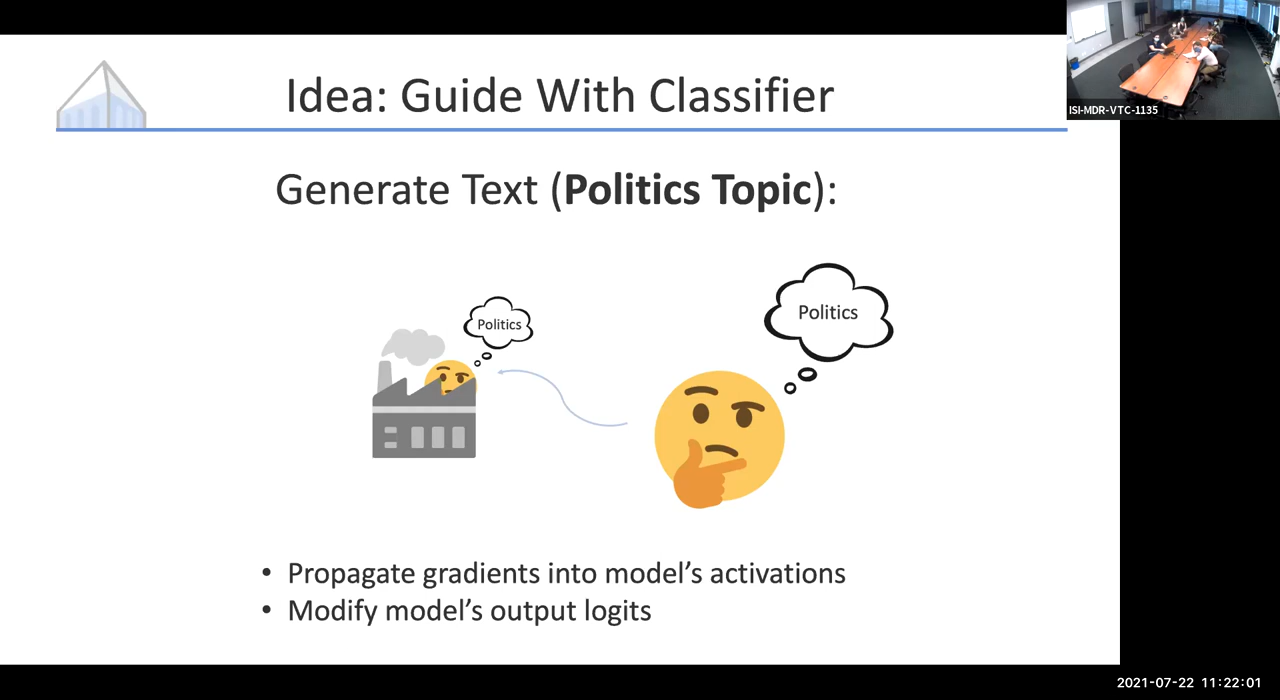 ISI-MDR-VTC-1135
Idea: Guide With Classifier
Generate Text (Politics Topic):
Politics
Politics
• Propagate gradients into model’s activations
• Modify model’s output logits
2021-07-22 11:22:01